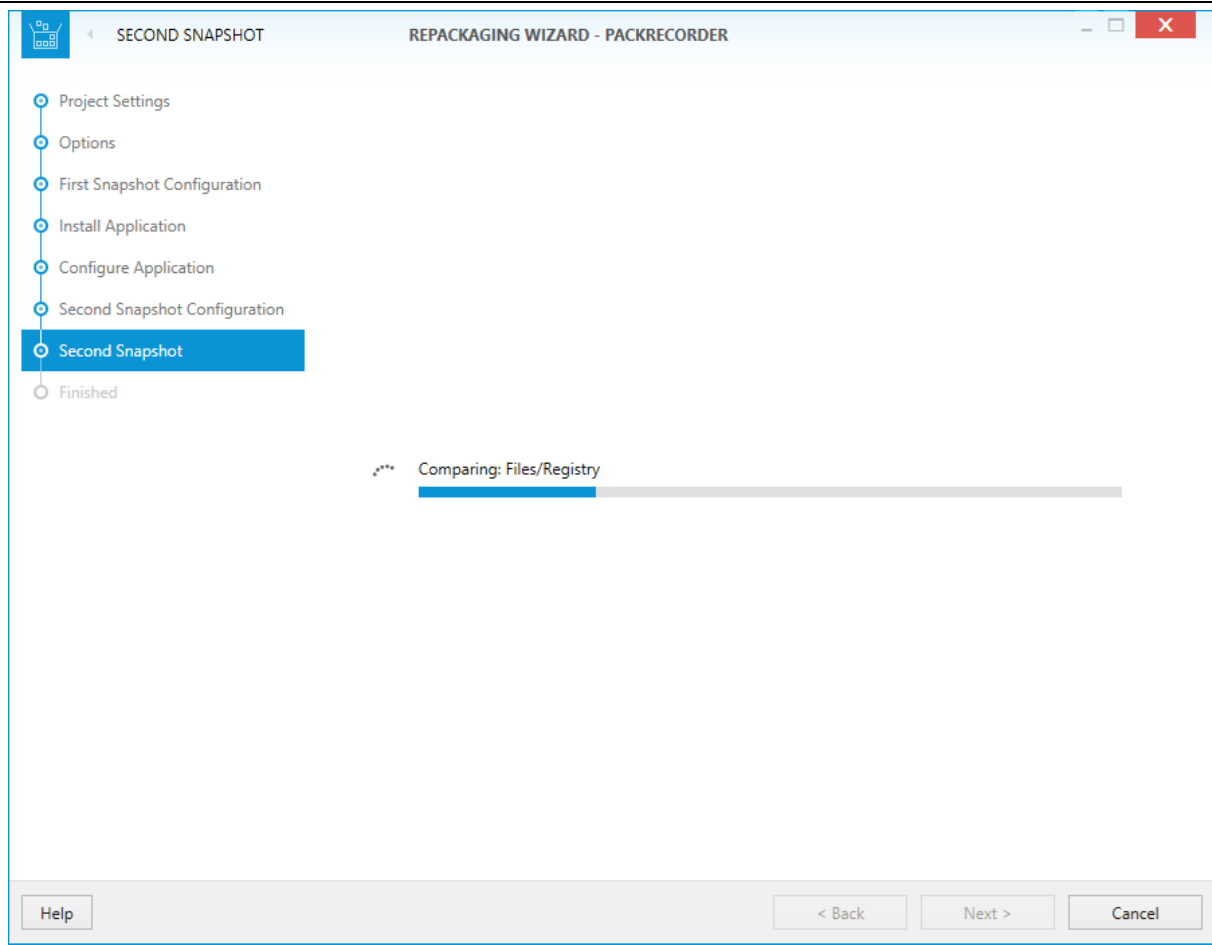 SECOND SNAPSHOT
REPACKAGING WIZARD - PACKRECORDER
X
Project Settings
Options
First Snapshot Configuration
Install Application
Configure Application
Second Snapshot Configuration
Second Snapshot
Finished
Comparing: Files/Registry
Help
< Back
Next >
Cancel